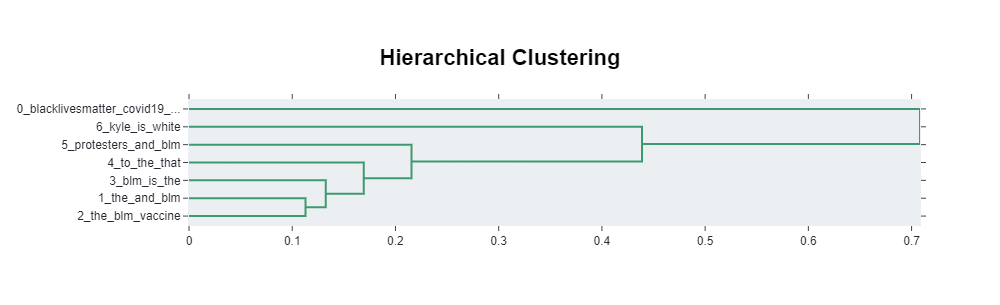 Hierarchical Clustering
0_blacklivesmatter_covid19_...
6_kyle_is_white
5_protesters_and_blm
4_to_the_that
3_blm_is_the
1_the_and_blm
2_the_blm_vaccine
0 0.1 0.2 0.3 0.4 0.5 0.6 0.7